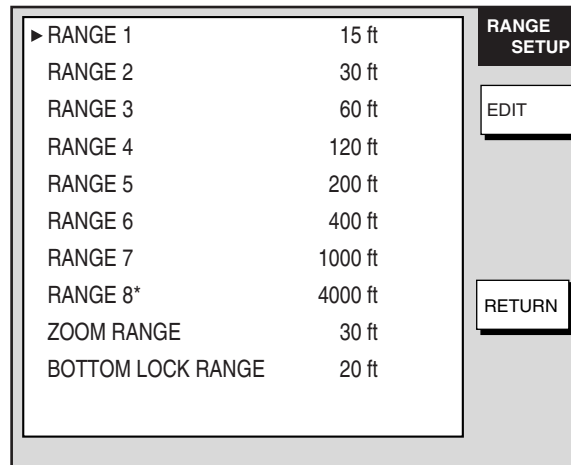 ▶RANGE 1 15 ft
RANGE 2 30 ft
RANGE 3 60 ft
RANGE 4 120 ft
RANGE 5 200 ft
RANGE 6 400 ft
RANGE 7 1000 ft
RANGE 8* 4000 ft
ZOOM RANGE 30 ft
BOTTOM LOCK RANGE 20 ft
RANGE
SETUP
EDIT
RETURN